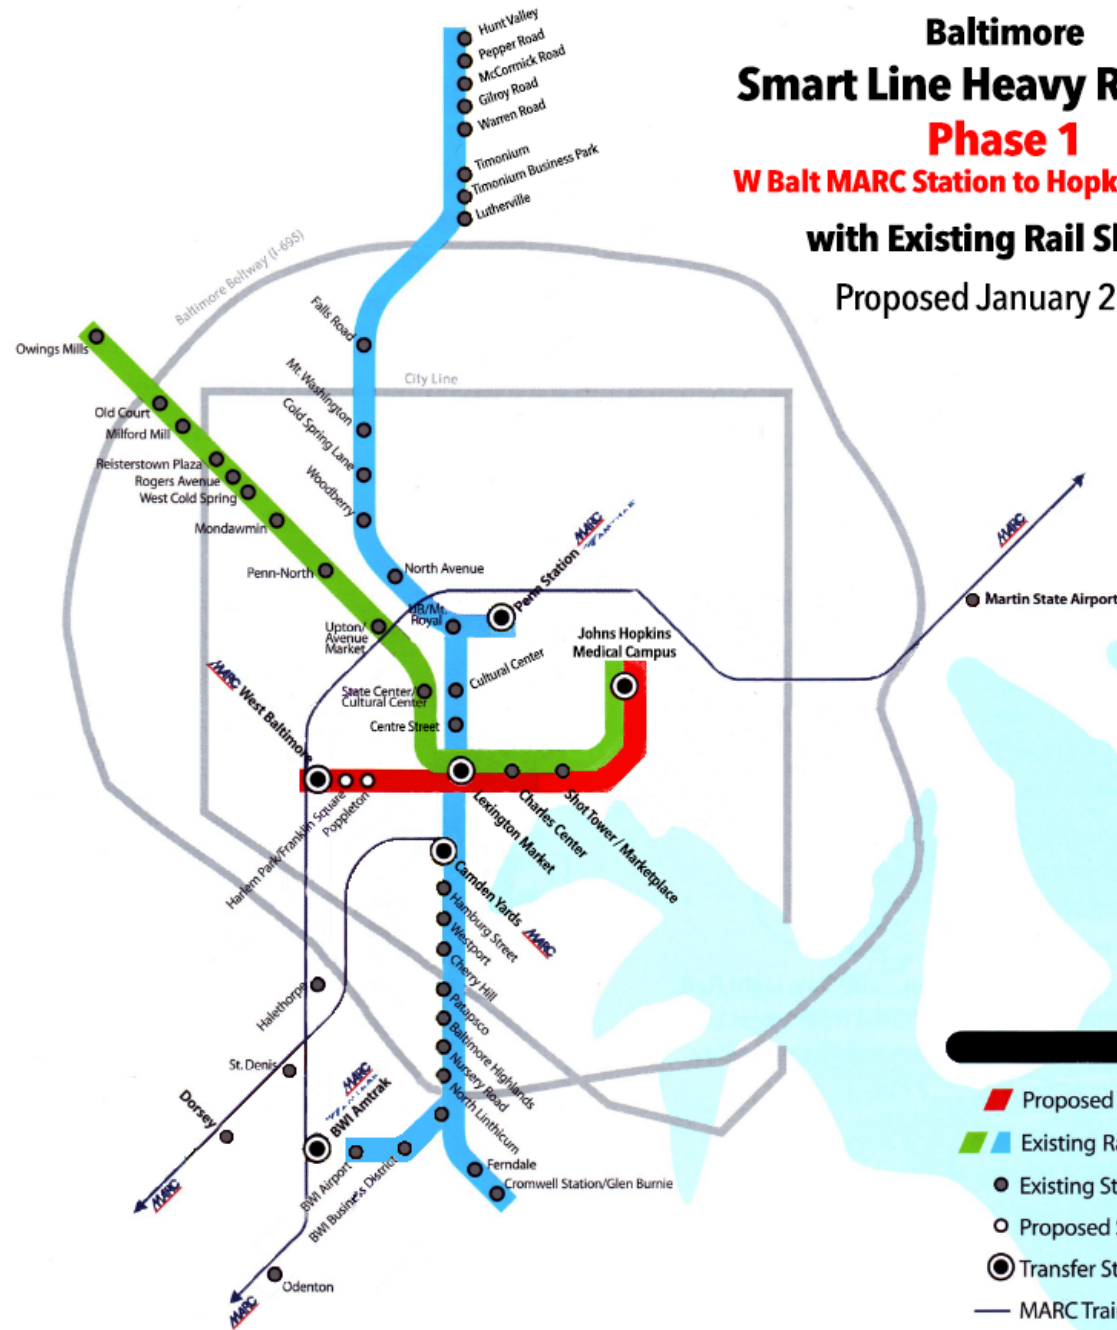 Baltimore
Smart Line Heavy R
Phase 1
W Balt MARC Station to Hopk
with Existing Rail Sl
Proposed January 2
Hunt Valley
Pepper Road
McCormick Road
Gilroy Road
Warren Road
Timonium
Timonium Business Park
Lutherville
Baltimore Beltway (I-695)
Falls Road
Owings Mills
City Line
Mt. Washington
Old Court
Cold Spring Lane
Milford Mill
Reisterstown Plaza
Rogers Avenue
Woodberry
West Cold Spring
Mondawmin
MARC
AMTRAK
MARC
Penn-North
North Avenue
Penn Station
Martin State Airport
UB/Mt.
Royal
Upton/
Avenue
Market
Johns Hopkins
Medical Campus
MARC
West Baltimore
State Center/
Cultural Center
Cultural Center
Centre Street
Harlem Park/Franklin Square
Poppleton
Lexington Market
Charles Center
Shot Tower / Marketplace
Camden Yards
MARC
Hamburg Street
Westport
Cherry Hill
Patapsco
Baltimore Highlands
Nursery Road
North Linthicum
Halethorpe
St. Denis
Dorsey
MARC
MARC
AMTRAK
BWI Amtrak
BWI Airport
BWI Business District
Ferndale
Cromwell Station/Glen Burnie
Odenton
MARC
Proposed
Existing Ra
Existing St
Proposed
Transfer St
MARC Trai